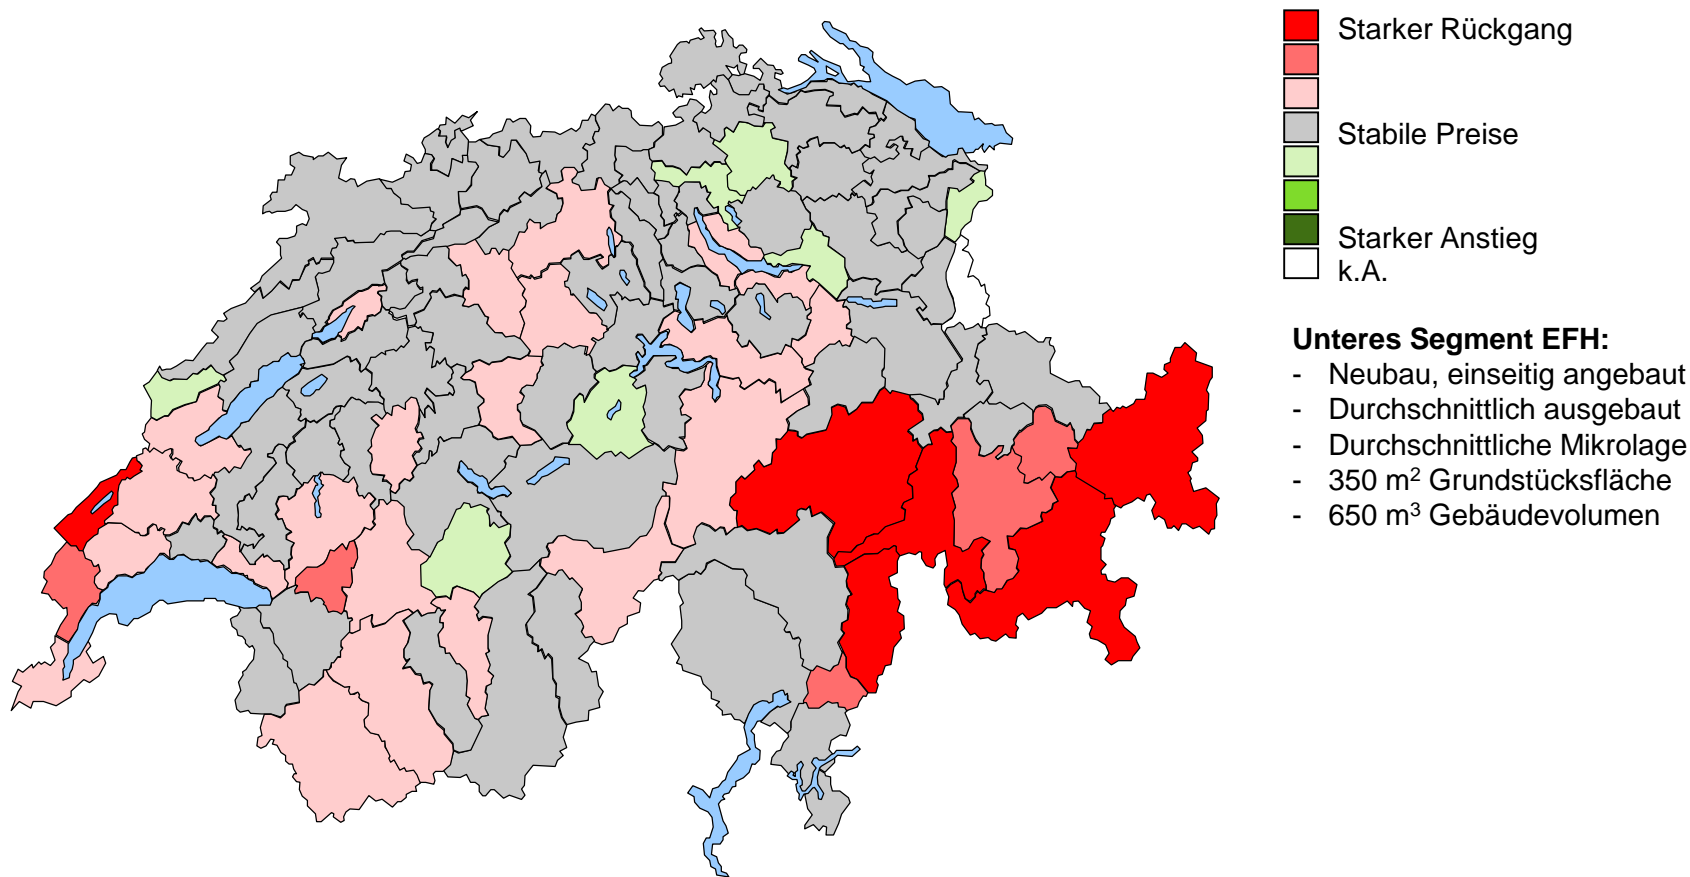 Starker Rückgang
Stabile Preise
Starker Anstieg
k.A.
Unteres Segment EFH:
- Neubau, einseitig angebaut
- Durchschnittlich ausgebaut
- Durchschnittliche Mikrolage
- 350 m² Grundstücksfläche
- 650 m³ Gebäudevolumen